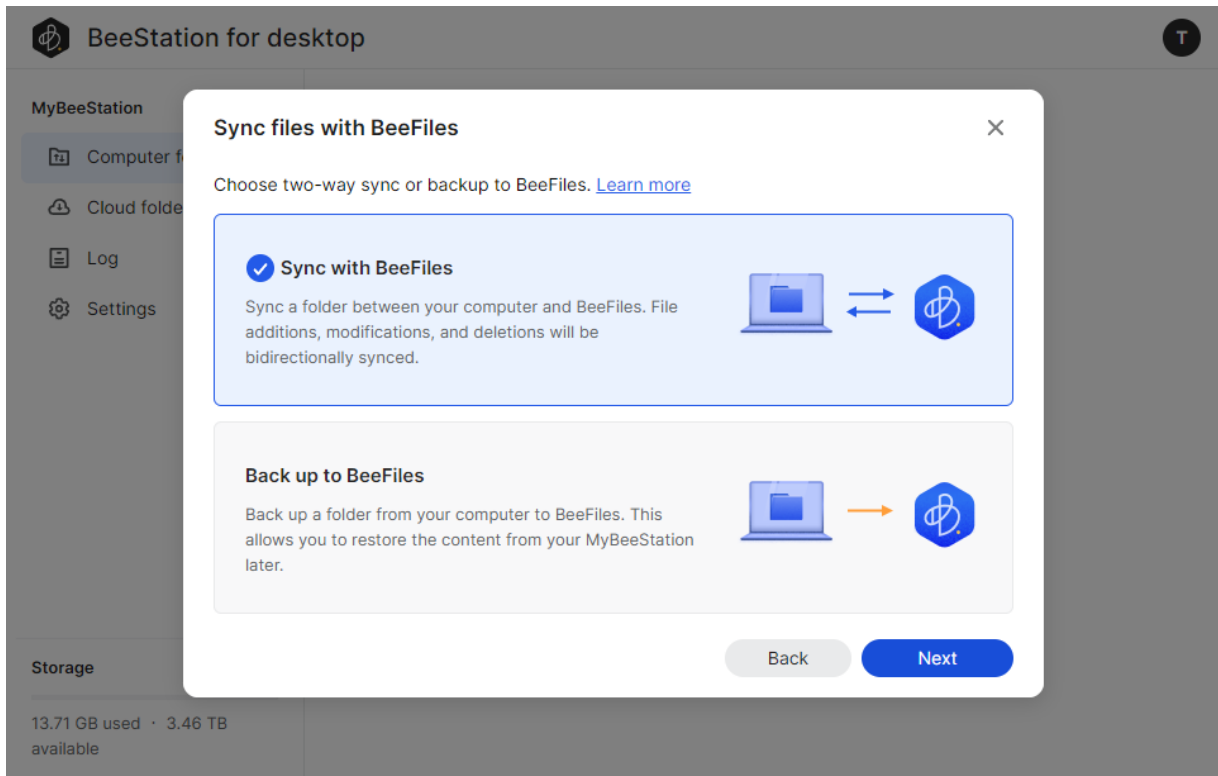 BeeStation for desktop
T
MyBeeStation
Computer f
Cloud folde
Log
Settings
Storage
13.71 GB used · 3.46 TB
available
Sync files with BeeFiles
Choose two-way sync or backup to BeeFiles. Learn more
Sync with BeeFiles
Sync a folder between your computer and BeeFiles. File
additions, modifications, and deletions will be
bidirectionally synced.
Back up to BeeFiles
Back up a folder from your computer to BeeFiles. This
allows you to restore the content from your MyBeeStation
later.
Back
Next